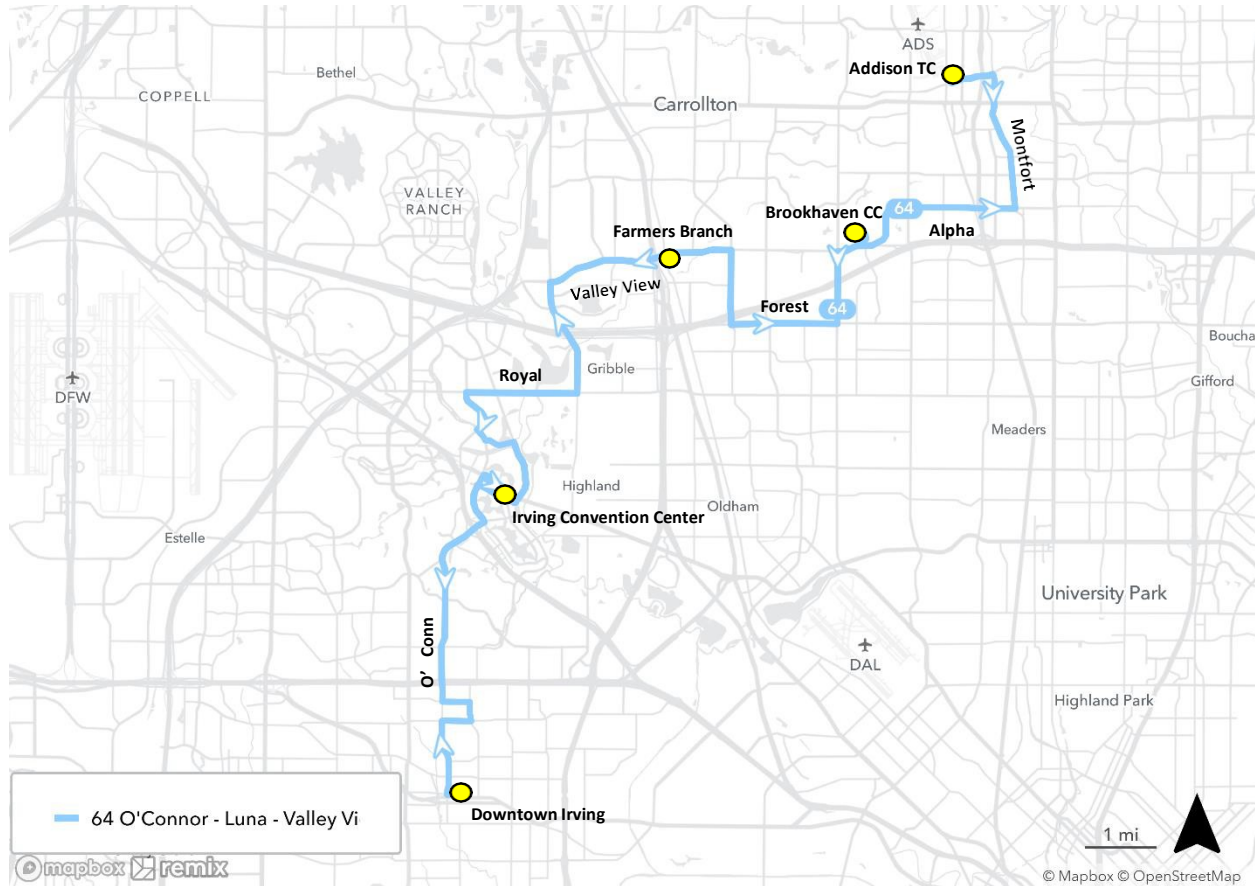 ADS
Addison TC
Bethel
COPPELL
Carrollton
Montfort
VALLEY
RANCH
Brookhaven CC
64
Farmers Branch
Alpha
Valley View
Forest
64
Boucha
Royal
Gribble
Gifford
DFW
Meaders
Highland
Oldham
Irving Convention Center
Estelle
University Park
O' Conn
DAL
Highland Park
Downtown Irving
64 O'Connor - Luna - Valley Vi
1 mi
mapbox remix
© Mapbox © OpenStreetMap